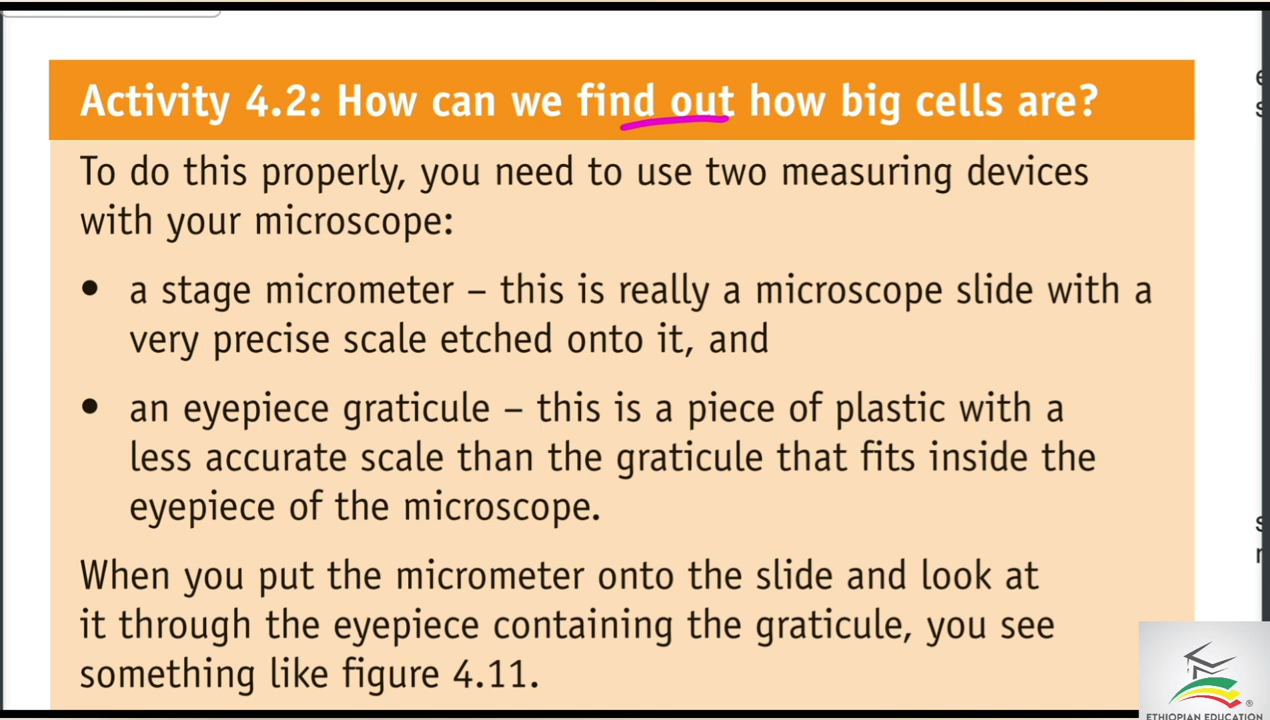 Activity 4.2: How can we find out how big cells are?
To do this properly, you need to use two measuring devices
with your microscope:
• a stage micrometer – this is really a microscope slide with a
very precise scale etched onto it, and
• an eyepiece graticule – this is a piece of plastic with a
less accurate scale than the graticule that fits inside the
eyepiece of the microscope.
When you put the micrometer onto the slide and look at
it through the eyepiece containing the graticule, you see
something like figure 4.11.
ETHIOPIAN EDUCATION